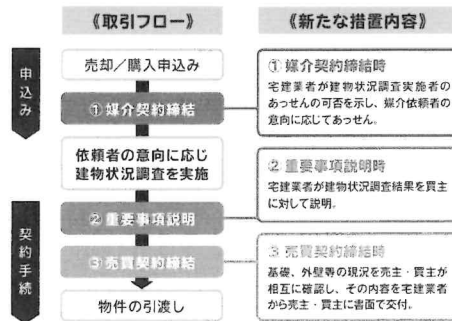 《取引フロー》
《新たな措置内容》
申込み
売却／購入申込み
①媒介契約締結
依頼者の意向に応じ
建物状況調査を実施
契約手続
②重要事項説明
③売買契約締結
物件の引渡し
①媒介契約締結時
宅建業者が建物状況調査実施者の
あっせんの可否を示し、媒介依頼者の
意向に応じてあっせん。
②重要事項説明時
宅建業者が建物状況調査結果を買主
に対して説明。
③売買契約締結時
基礎、外壁等の現況を売主・買主が
相互に確認し、その内容を宅建業者
から売主・買主に書面で交付。